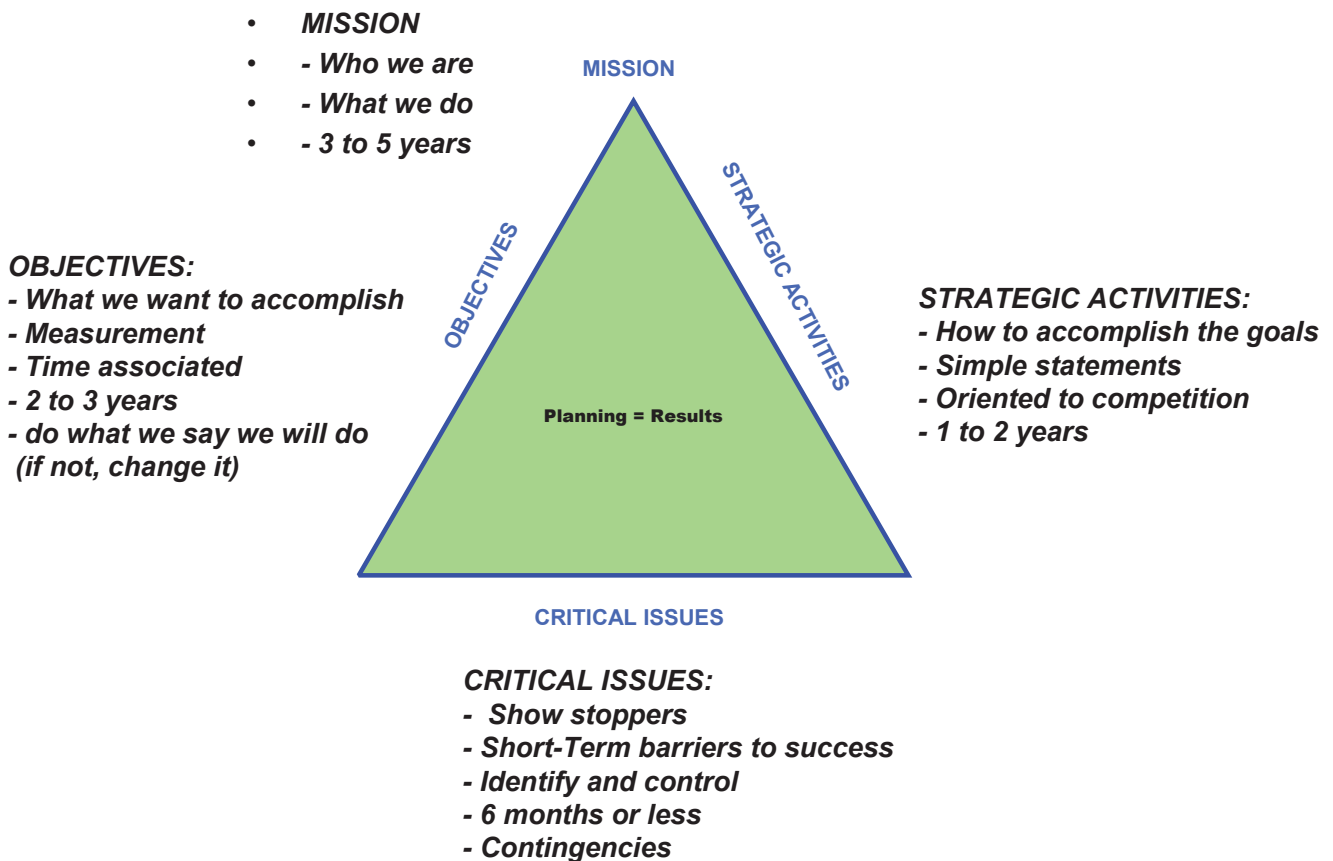 • MISSION
• - Who we are
• - What we do
• - 3 to 5 years
MISSION
OBJECTIVES
STRATEGIC ACTIVITIES
OBJECTIVES:
- What we want to accomplish
- Measurement
- Time associated
- 2 to 3 years
- do what we say we will do
(if not, change it)
Planning = Results
STRATEGIC ACTIVITIES:
- How to accomplish the goals
- Simple statements
- Oriented to competition
- 1 to 2 years
CRITICAL ISSUES
CRITICAL ISSUES:
- Show stoppers
- Short-Term barriers to success
- Identify and control
- 6 months or less
- Contingencies